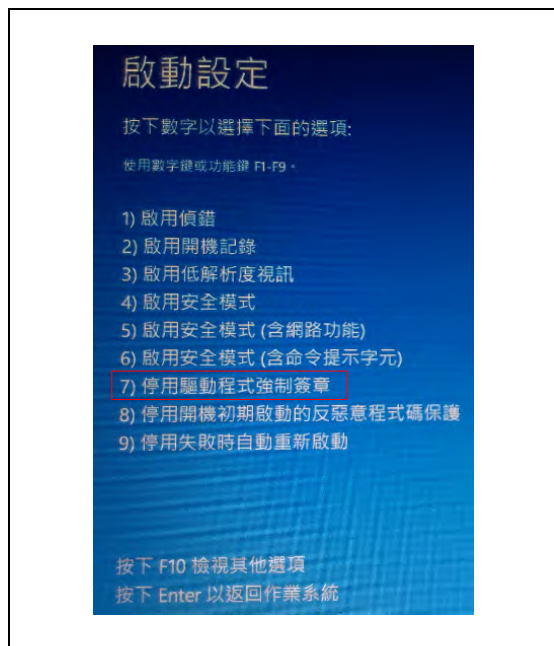 啟動設定
按下數字以選擇下面的選項:
使用數字鍵或功能鍵 F1-F9。
1) 啟用偵錯
2) 啟用開機記錄
3) 啟用低解析度視訊
4) 啟用安全模式
5) 啟用安全模式 (含網路功能)
6) 啟用安全模式 (含命令提示字元)
7) 停用驅動程式強制簽章
8) 停用開機初期啟動的反惡意程式碼保護
9) 停用失敗時自動重新啟動
按下 F10 檢視其他選項
按下 Enter 以返回作業系統